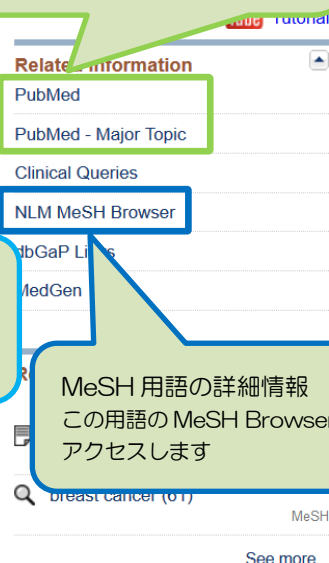 Tutorial
Related Information
PubMed
PubMed - Major Topic
Clinical Queries
NLM MeSH Browser
dbGaP Links
MedGen
MeSH 用語の詳細情報
この用語の MeSH Browser
アクセスします
breast cancer (61)
MeSH
See more